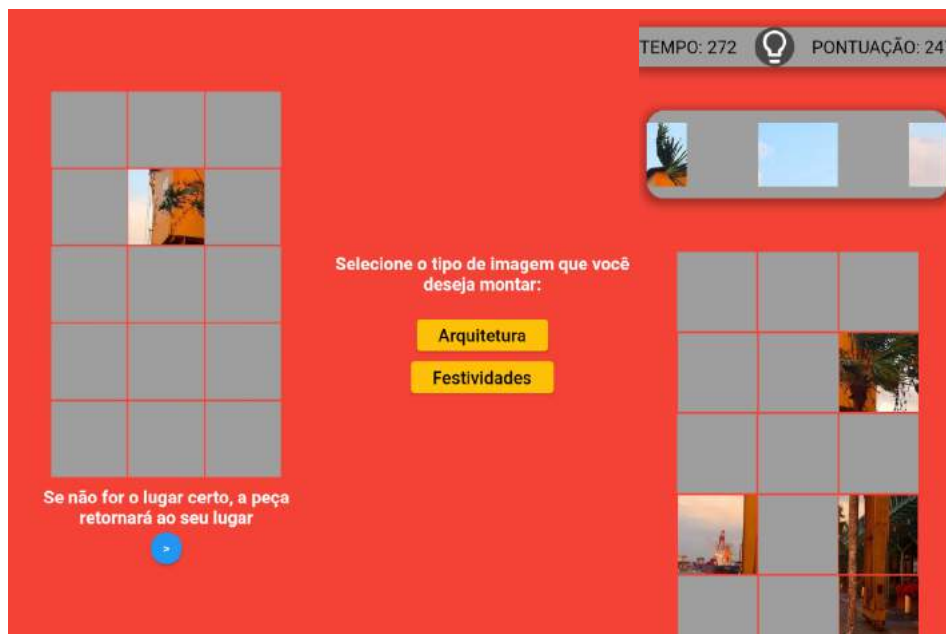 TEMPO: 272
PONTUAÇÃO: 24
Selecione o tipo de imagem que você
deseja montar:
Arquitetura
Festividades
Se não for o lugar certo, a peça
retornará ao seu lugar
>